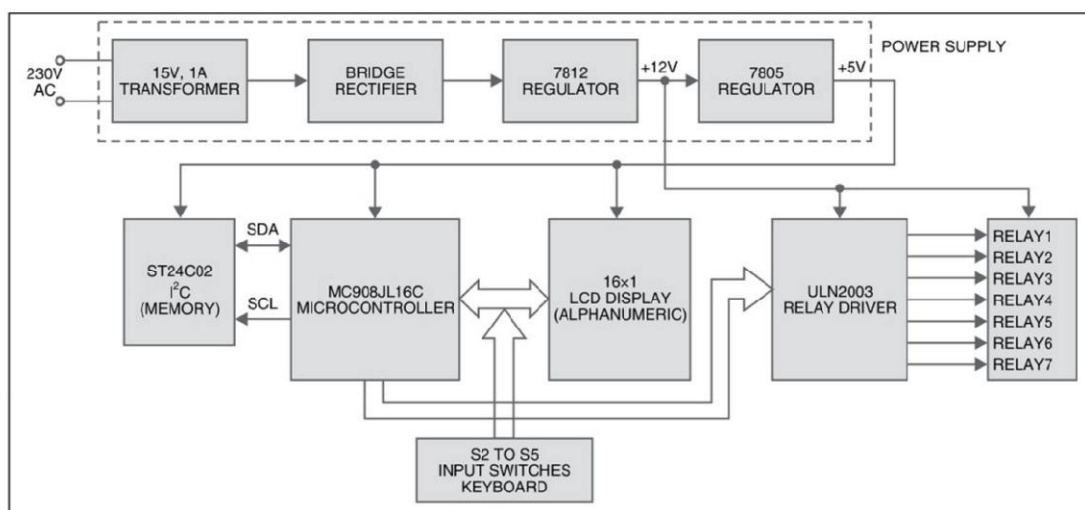 POWER SUPPLY
230V
AC
15V, 1A
TRANSFORMER
BRIDGE
RECTIFIER
7812
REGULATOR
+12V
7805
REGULATOR
+5V
ST24C02
I²C
(MEMORY)
SDA
SCL
MC908JL16C
MICROCONTROLLER
16x1
LCD DISPLAY
(ALPHANUMERIC)
ULN2003
RELAY DRIVER
RELAY1
RELAY2
RELAY3
RELAY4
RELAY5
RELAY6
RELAY7
S2 TO S5
INPUT SWITCHES
KEYBOARD